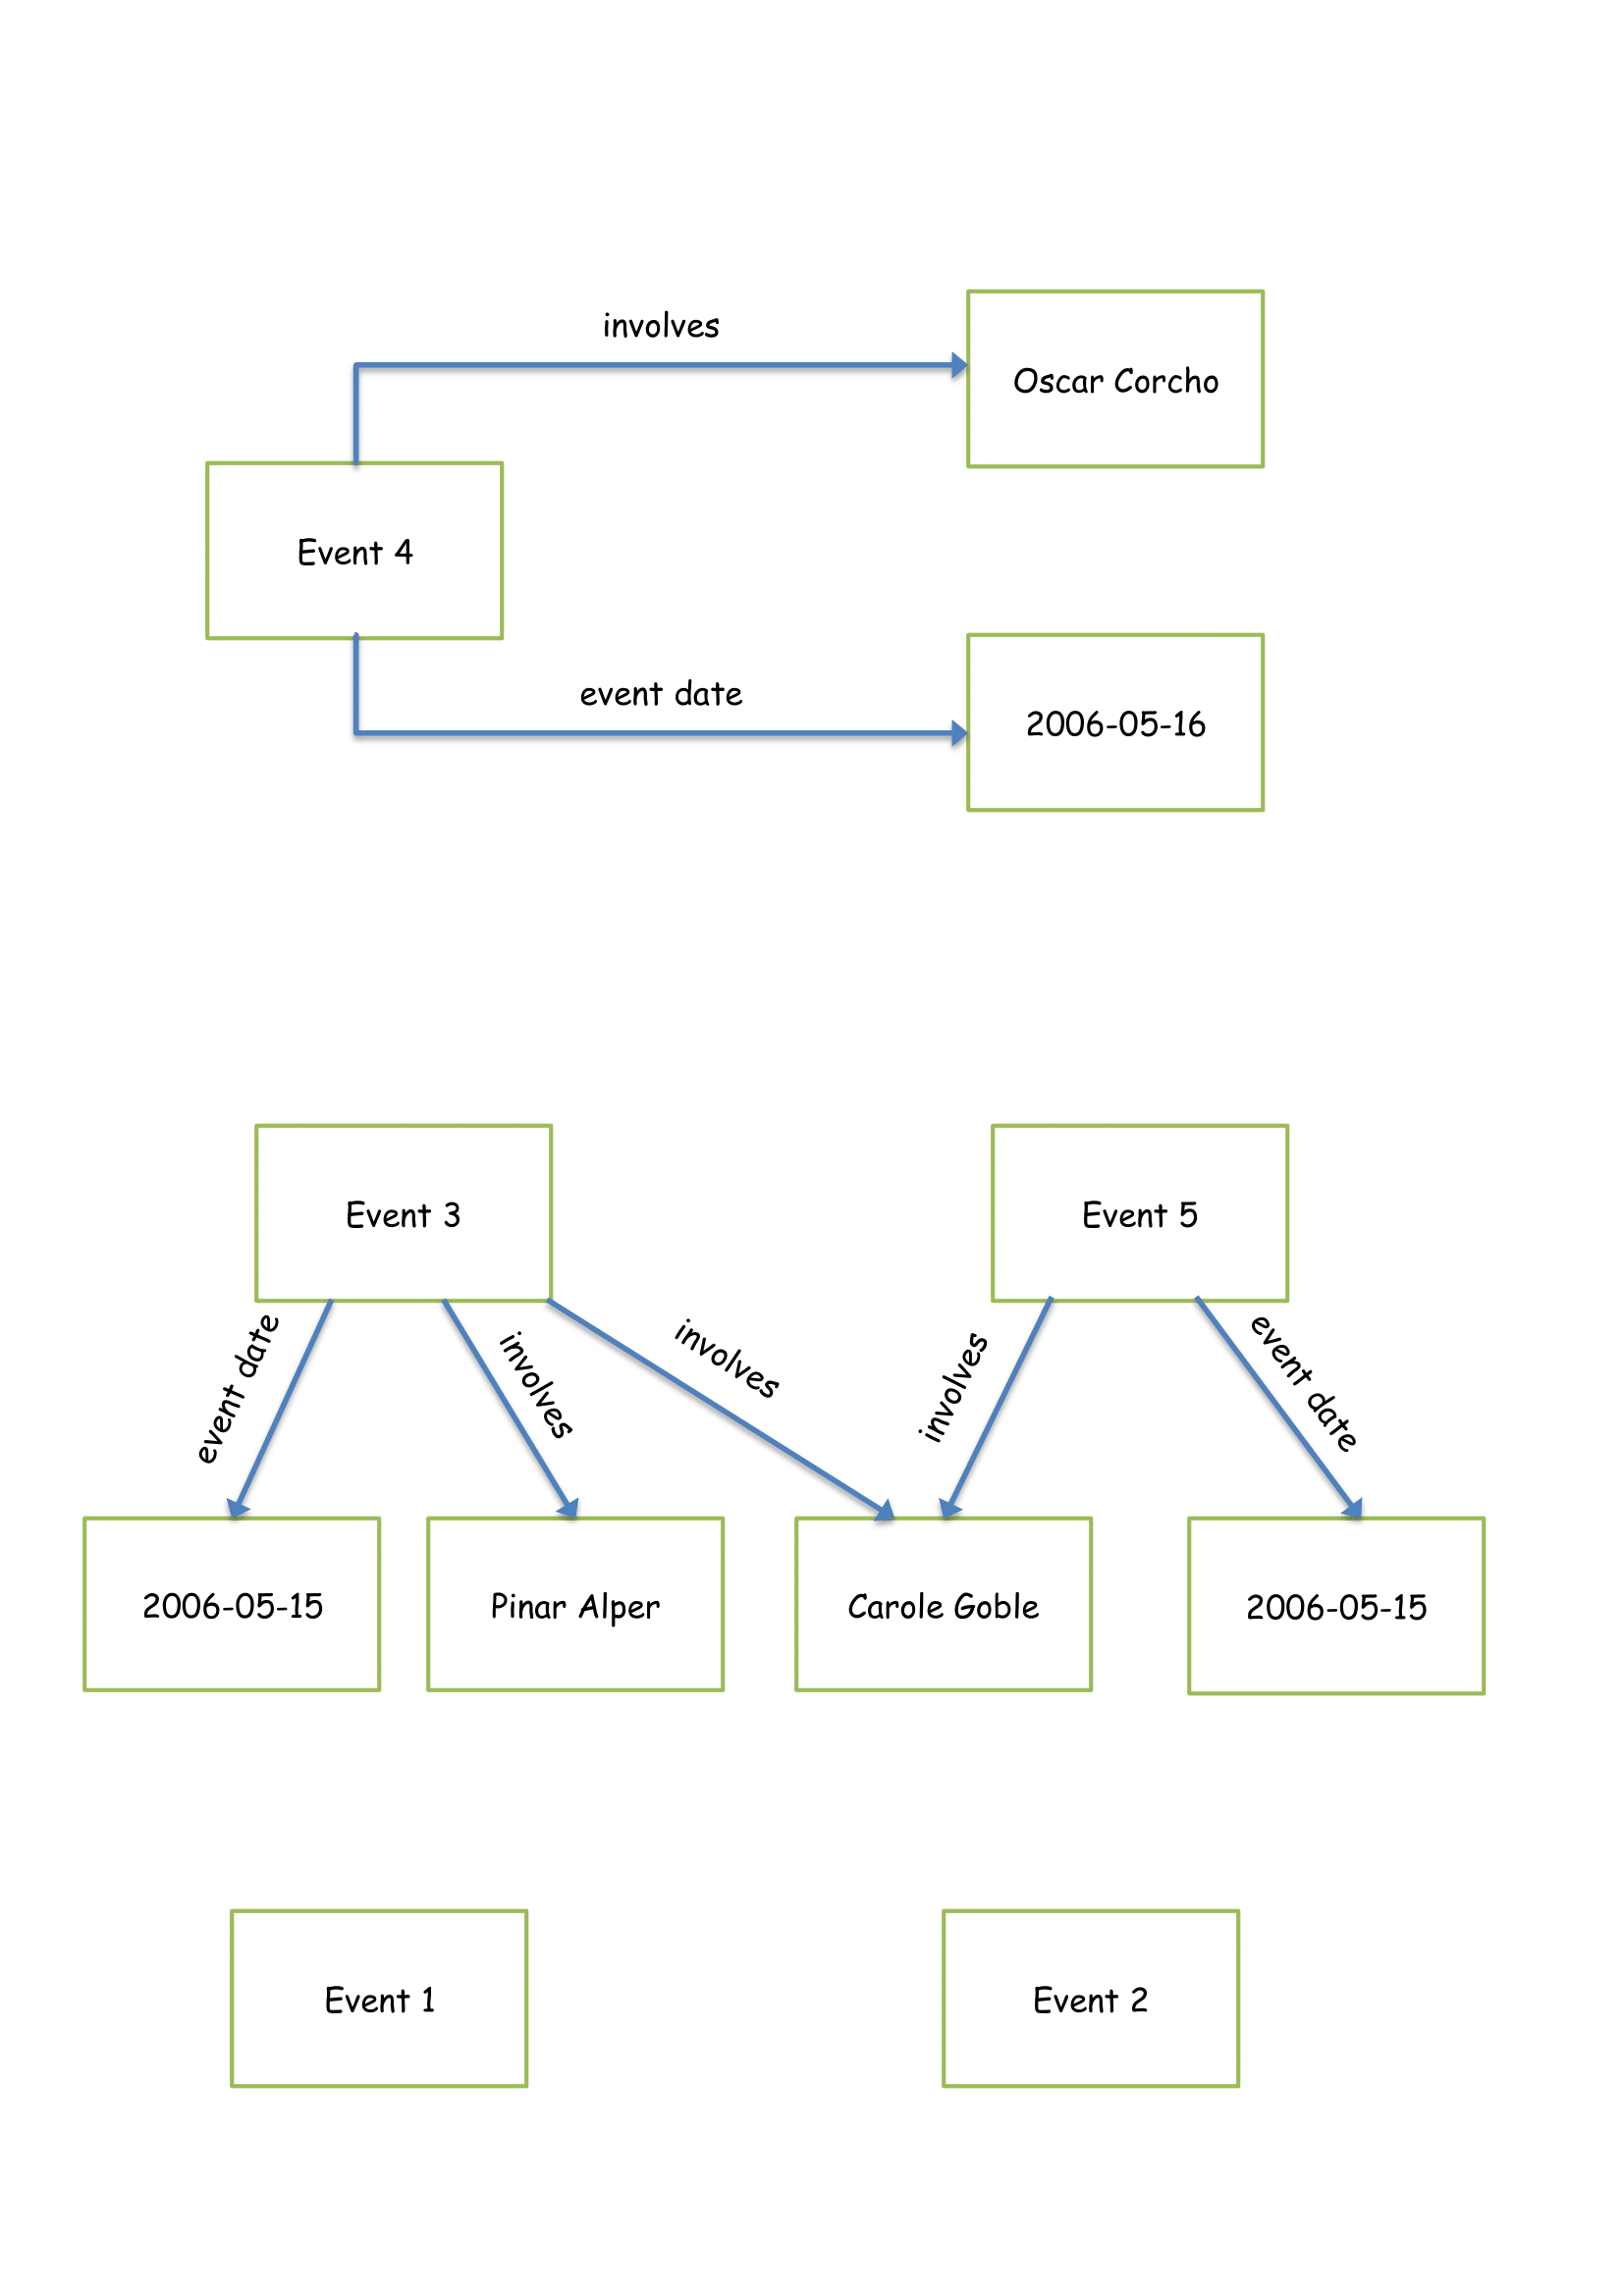 involves
Oscar Corcho
Event 4
event date
2006-05-16
Event 3
Event 5
event date
involves
involves
involves
event date
2006-05-15
Pinar Alper
Carole Goble
2006-05-15
Event 1
Event 2